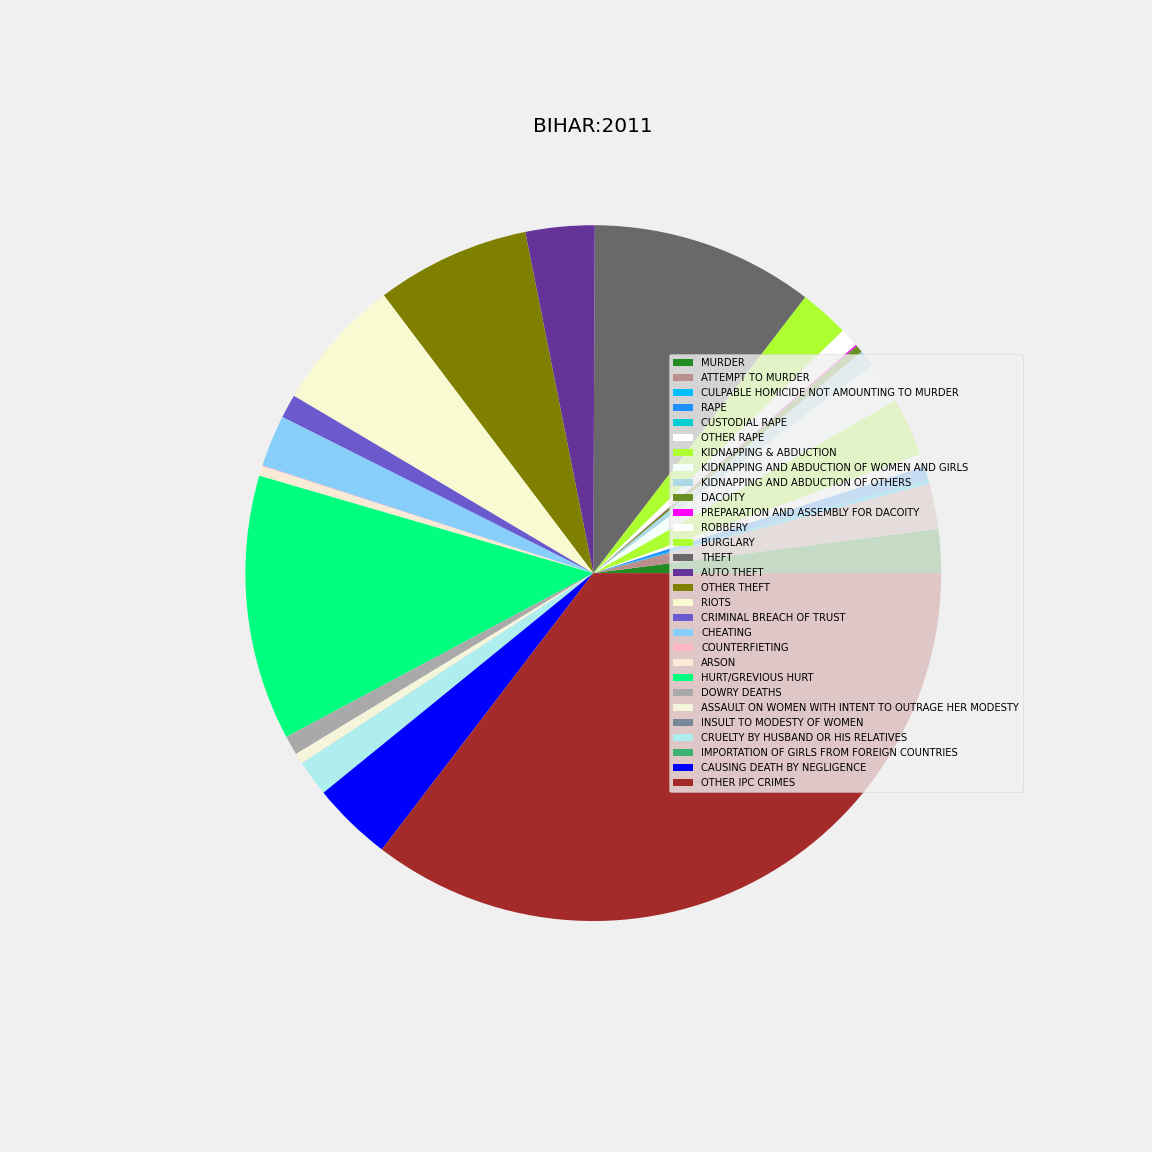 BIHAR:2011
MURDER
ATTEMPT TO MURDER
CULPABLE HOMICIDE NOT AMOUNTING TO MURDER
RAPE
CUSTODIAL RAPE
OTHER RAPE
KIDNAPPING & ABDUCTION
KIDNAPPING AND ABDUCTION OF WOMEN AND GIRLS
KIDNAPPING AND ABDUCTION OF OTHERS
DACOITY
PREPARATION AND ASSEMBLY FOR DACOITY
ROBBERY
BURGLARY
THEFT
AUTO THEFT
OTHER THEFT
RIOTS
CRIMINAL BREACH OF TRUST
CHEATING
COUNTERFIETING
ARSON
HURT/GREVIOUS HURT
DOWRY DEATHS
ASSAULT ON WOMEN WITH INTENT TO OUTRAGE HER MODESTY
INSULT TO MODESTY OF WOMEN
CRUELTY BY HUSBAND OR HIS RELATIVES
IMPORTATION OF GIRLS FROM FOREIGN COUNTRIES
CAUSING DEATH BY NEGLIGENCE
OTHER IPC CRIMES